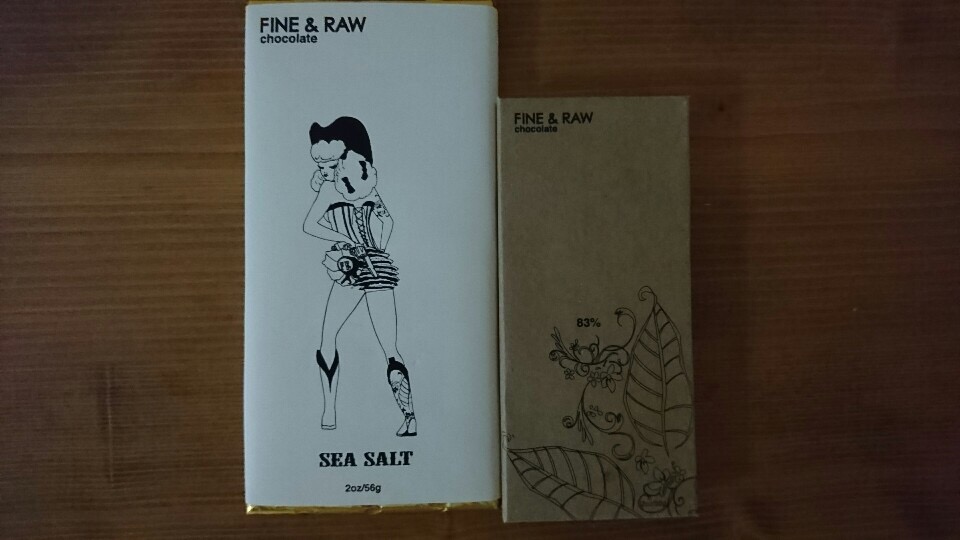 FINE & RAW
chocolate
SEA SALT
2oz/56g
FINE & RAW
chocolate
83%